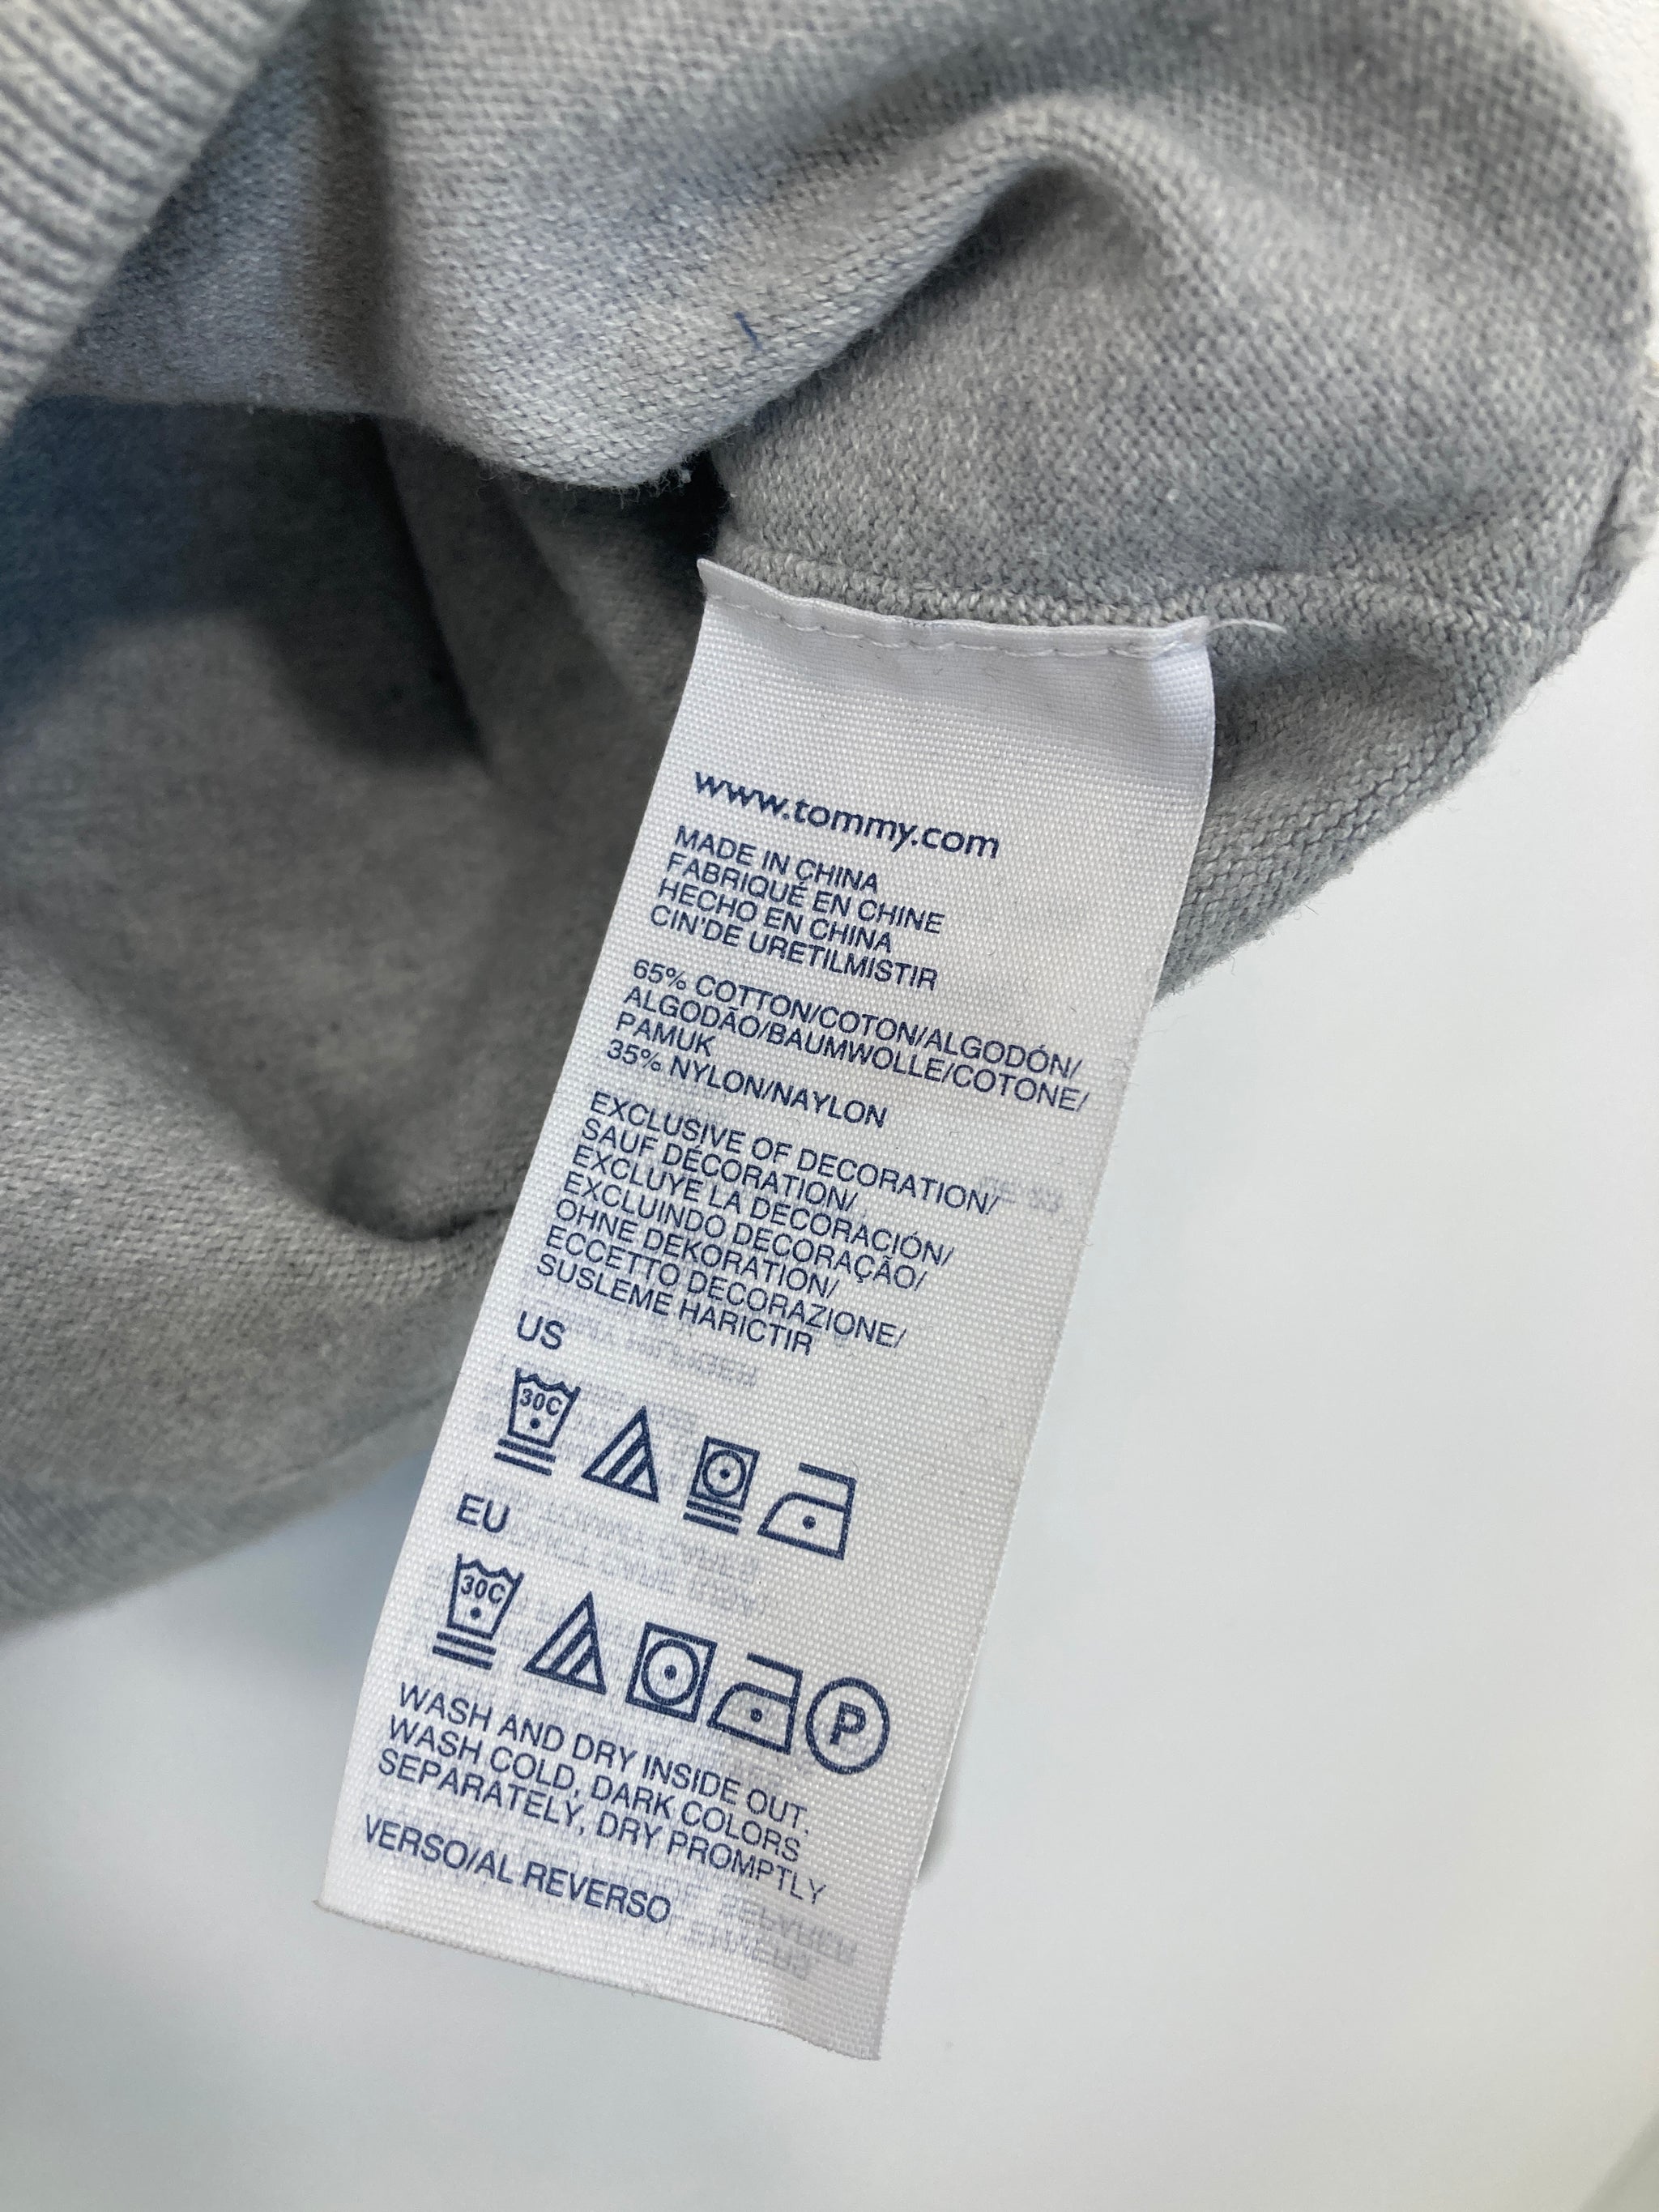 www.tommy.com
MADE IN CHINA
FABRIQUÉ EN CHINE
HECHO EN CHINA
CIN'DE URETILMISTIR
65% COTTON/COTON/ALGODÓN/
ALGODÃO/BAUMWOLLE/COTONE/
PAMUK
35% NYLON/NAYLON
EXCLUSIVE OF DECORATION/
SAUF DÉCORATION/
EXCLUYE LA DECORACIÓN/
EXCLUINDO DECORAÇÃO/
OHNE DEKORATION/
ECCETTO DECORAZIONE/
SUSLEME HARICTIR
US
30C
EU
30C
P
WASH AND DRY INSIDE OUT.
WASH COLD, DARK COLORS
SEPARATELY, DRY PROMPTLY
VERSO/AL REVERSO